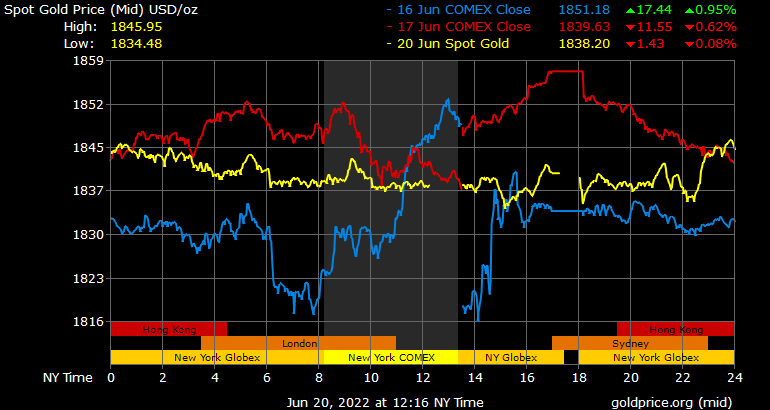 Spot Gold Price (Mid) USD/oz - 16 Jun COMEX Close 1851.18 ▲17.44 ▲0.95%
High: 1845.95 - 17 Jun COMEX Close 1839.63 ▼11.55 ▼0.62%
Low: 1834.48 - 20 Jun Spot Gold 1838.20 ▼1.43 ▼0.08%
1859
1852
1845
1837
1830
1823
1816
Hong Kong Hong Kong
London Sydney
New York Globex New York COMEX NY Globex New York Globex
NY Time 0 2 4 6 8 10 12 14 16 18 20 22 24
Jun 20, 2022 at 12:16 NY Time goldprice.org (mid)